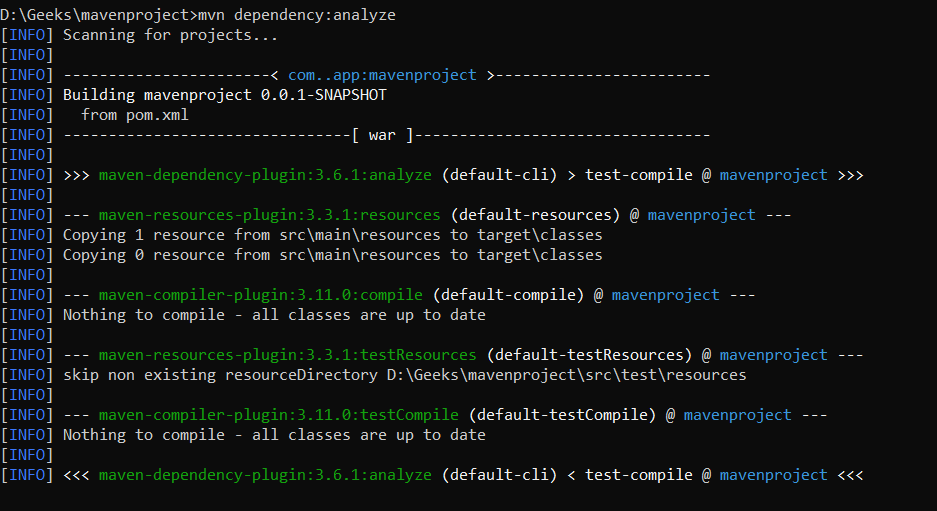 D:\Geeks\mavenproject>mvn dependency:analyze
[INFO] Scanning for projects...
[INFO]
[INFO] -----------------------< com..app:mavenproject >------------------------
[INFO] Building mavenproject 0.0.1-SNAPSHOT
[INFO]   from pom.xml
[INFO] --------------------------------[ war ]---------------------------------
[INFO]
[INFO] >>> maven-dependency-plugin:3.6.1:analyze (default-cli) > test-compile @ mavenproject >>>
[INFO]
[INFO] --- maven-resources-plugin:3.3.1:resources (default-resources) @ mavenproject ---
[INFO] Copying 1 resource from src\main\resources to target\classes
[INFO] Copying 0 resource from src\main\resources to target\classes
[INFO]
[INFO] --- maven-compiler-plugin:3.11.0:compile (default-compile) @ mavenproject ---
[INFO] Nothing to compile - all classes are up to date
[INFO]
[INFO] --- maven-resources-plugin:3.3.1:testResources (default-testResources) @ mavenproject ---
[INFO] skip non existing resourceDirectory D:\Geeks\mavenproject\src\test\resources
[INFO]
[INFO] --- maven-compiler-plugin:3.11.0:testCompile (default-testCompile) @ mavenproject ---
[INFO] Nothing to compile - all classes are up to date
[INFO]
[INFO] <<< maven-dependency-plugin:3.6.1:analyze (default-cli) < test-compile @ mavenproject <<<